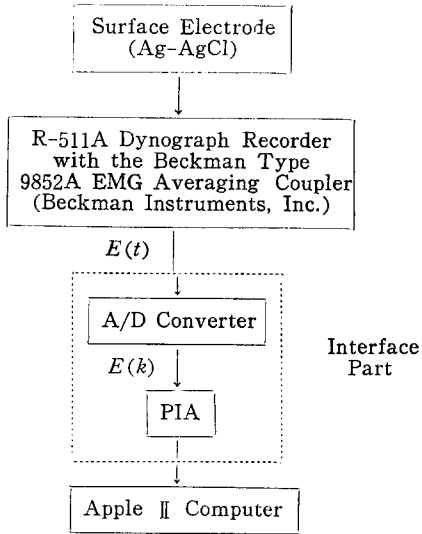 Surface Electrode
(Ag-AgCl)
R-511A Dynograph Recorder
with the Beckman Type
9852A EMG Averaging Coupler
(Beckman Instruments, Inc.)
E(t)
A/D Converter
Interface
Part
E(k)
PIA
Apple Ⅱ Computer